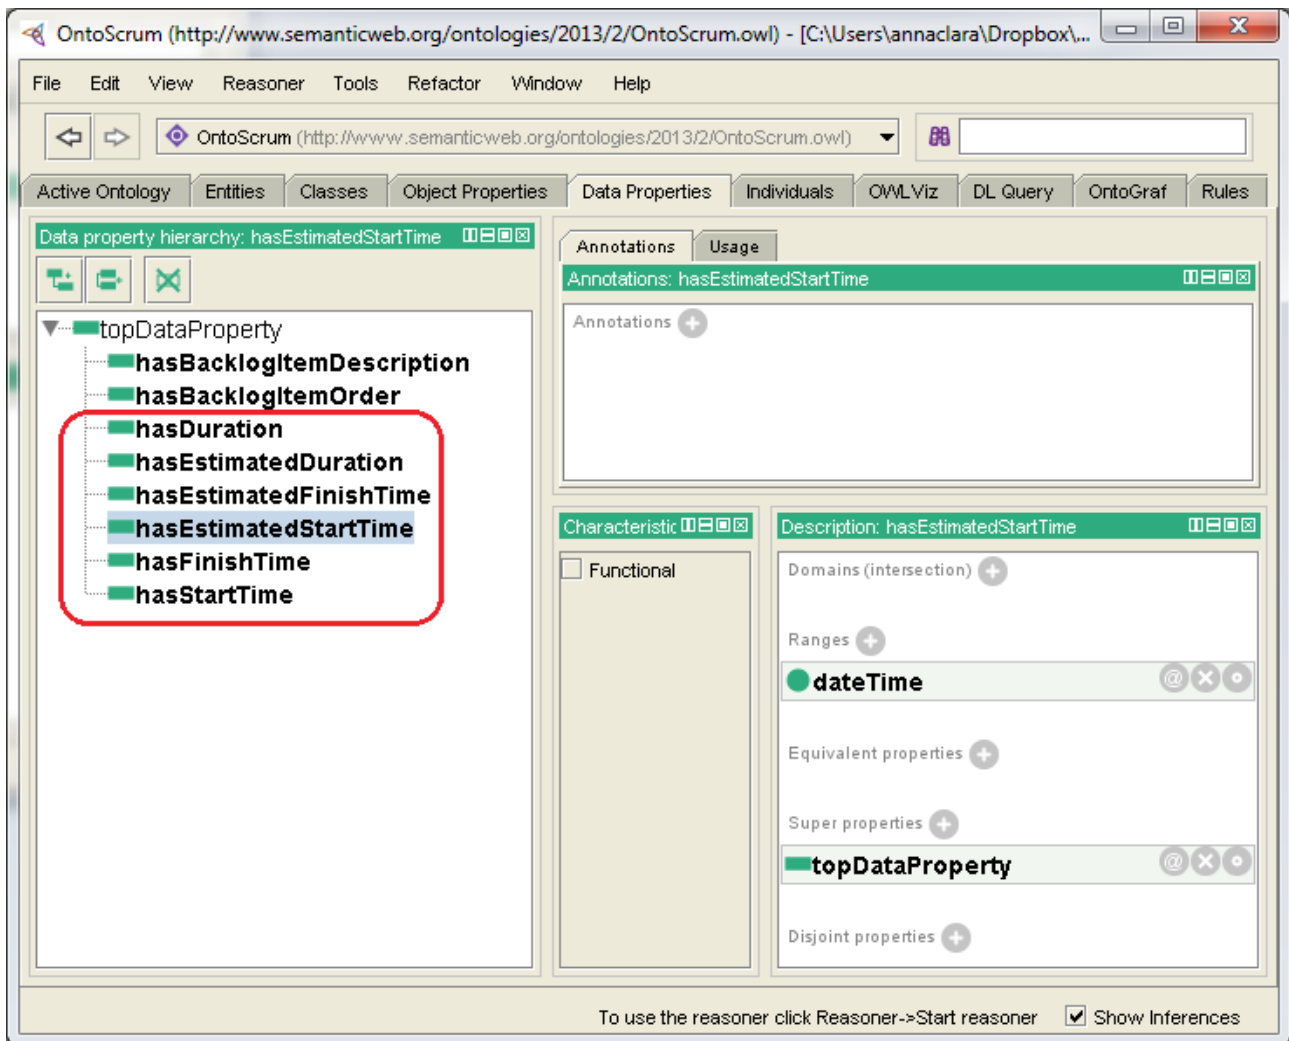 OntoScrum (http://www.semanticweb.org/ontologies/2013/2/OntoScrum.owl) - [C:\Users\annaclara\Dropbox\...
File Edit View Reasoner Tools Refactor Window Help
OntoScrum (http://www.semanticweb.org/ontologies/2013/2/OntoScrum.owl)
Active Ontology Entities Classes Object Properties Data Properties Individuals OWLViz DL Query OntoGraf Rules
Data property hierarchy: hasEstimatedStartTime
topDataProperty
hasBacklogItemDescription
hasBacklogItemOrder
hasDuration
hasEstimatedDuration
hasEstimatedFinishTime
hasEstimatedStartTime
hasFinishTime
hasStartTime
Annotations Usage
Annotations: hasEstimatedStartTime
Annotations
Characteristic
Functional
Description: hasEstimatedStartTime
Domains (intersection)
Ranges
dateTime
Equivalent properties
Super properties
topDataProperty
Disjoint properties
To use the reasoner click Reasoner->Start reasoner Show Inferences